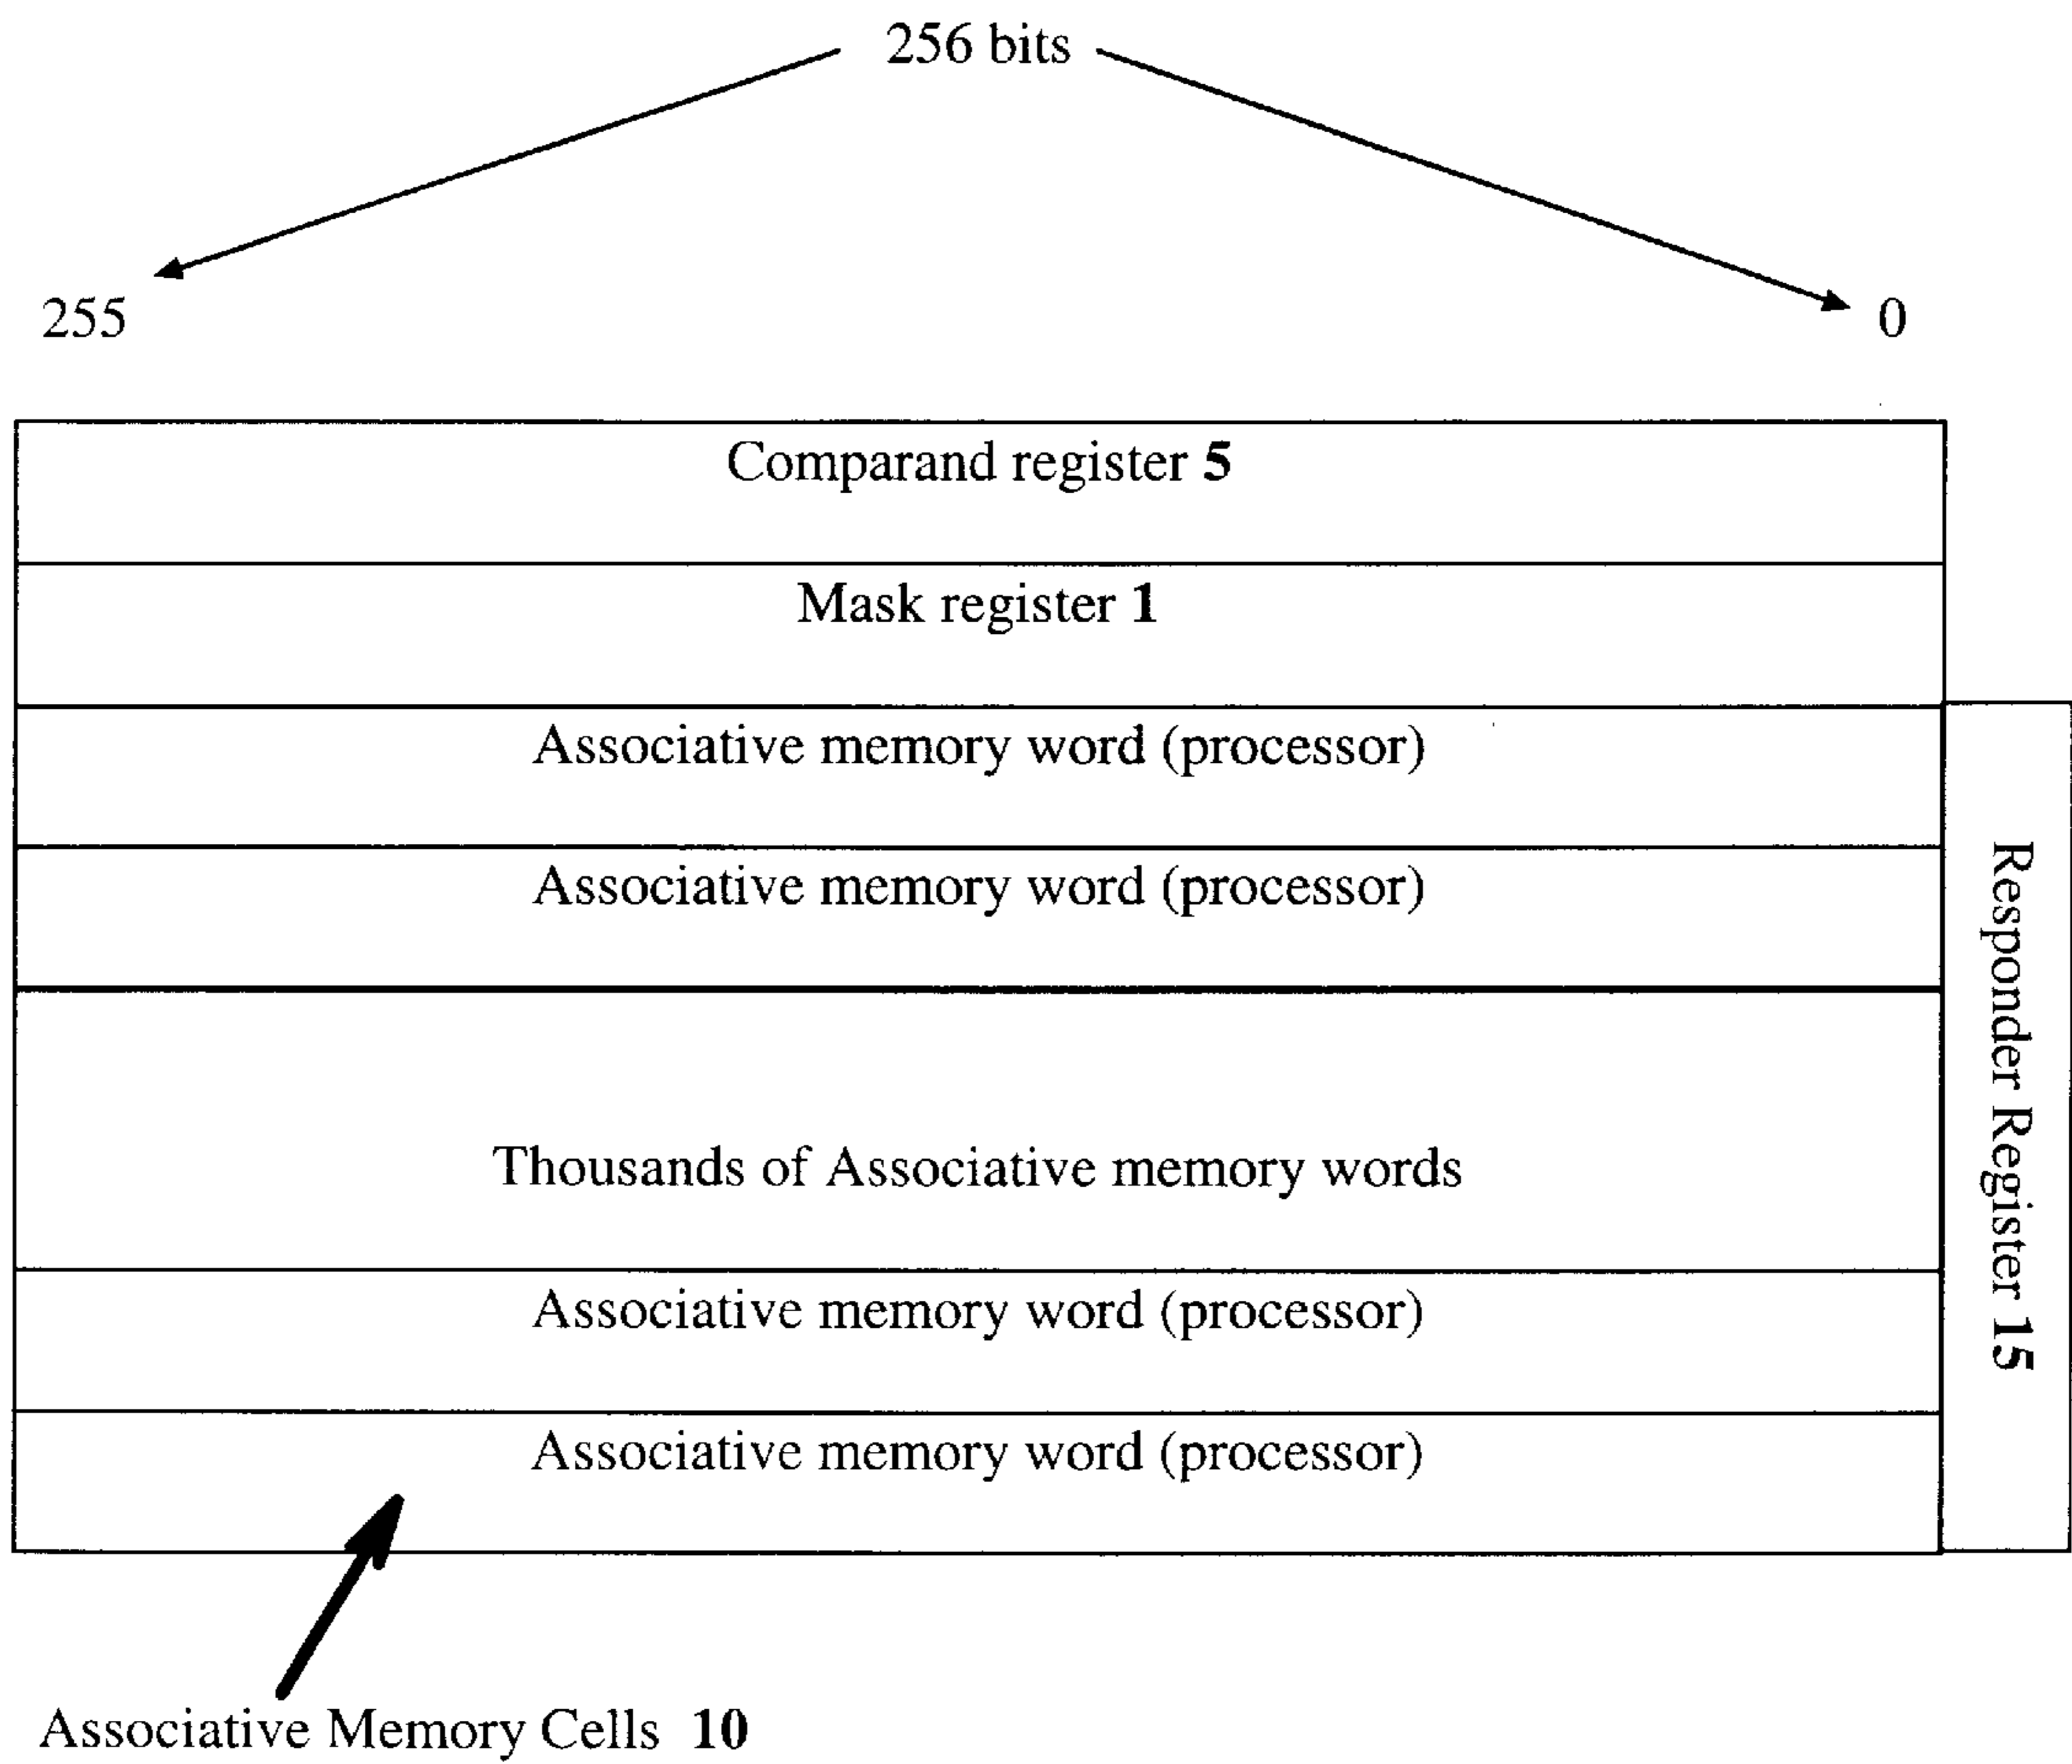 256 bits
255
0
Comparand register 5
Mask register 1
Associative memory word (processor)
Associative memory word (processor)
Thousands of Associative memory words
Associative memory word (processor)
Associative memory word (processor)
Responder Register 15
Associative Memory Cells 10